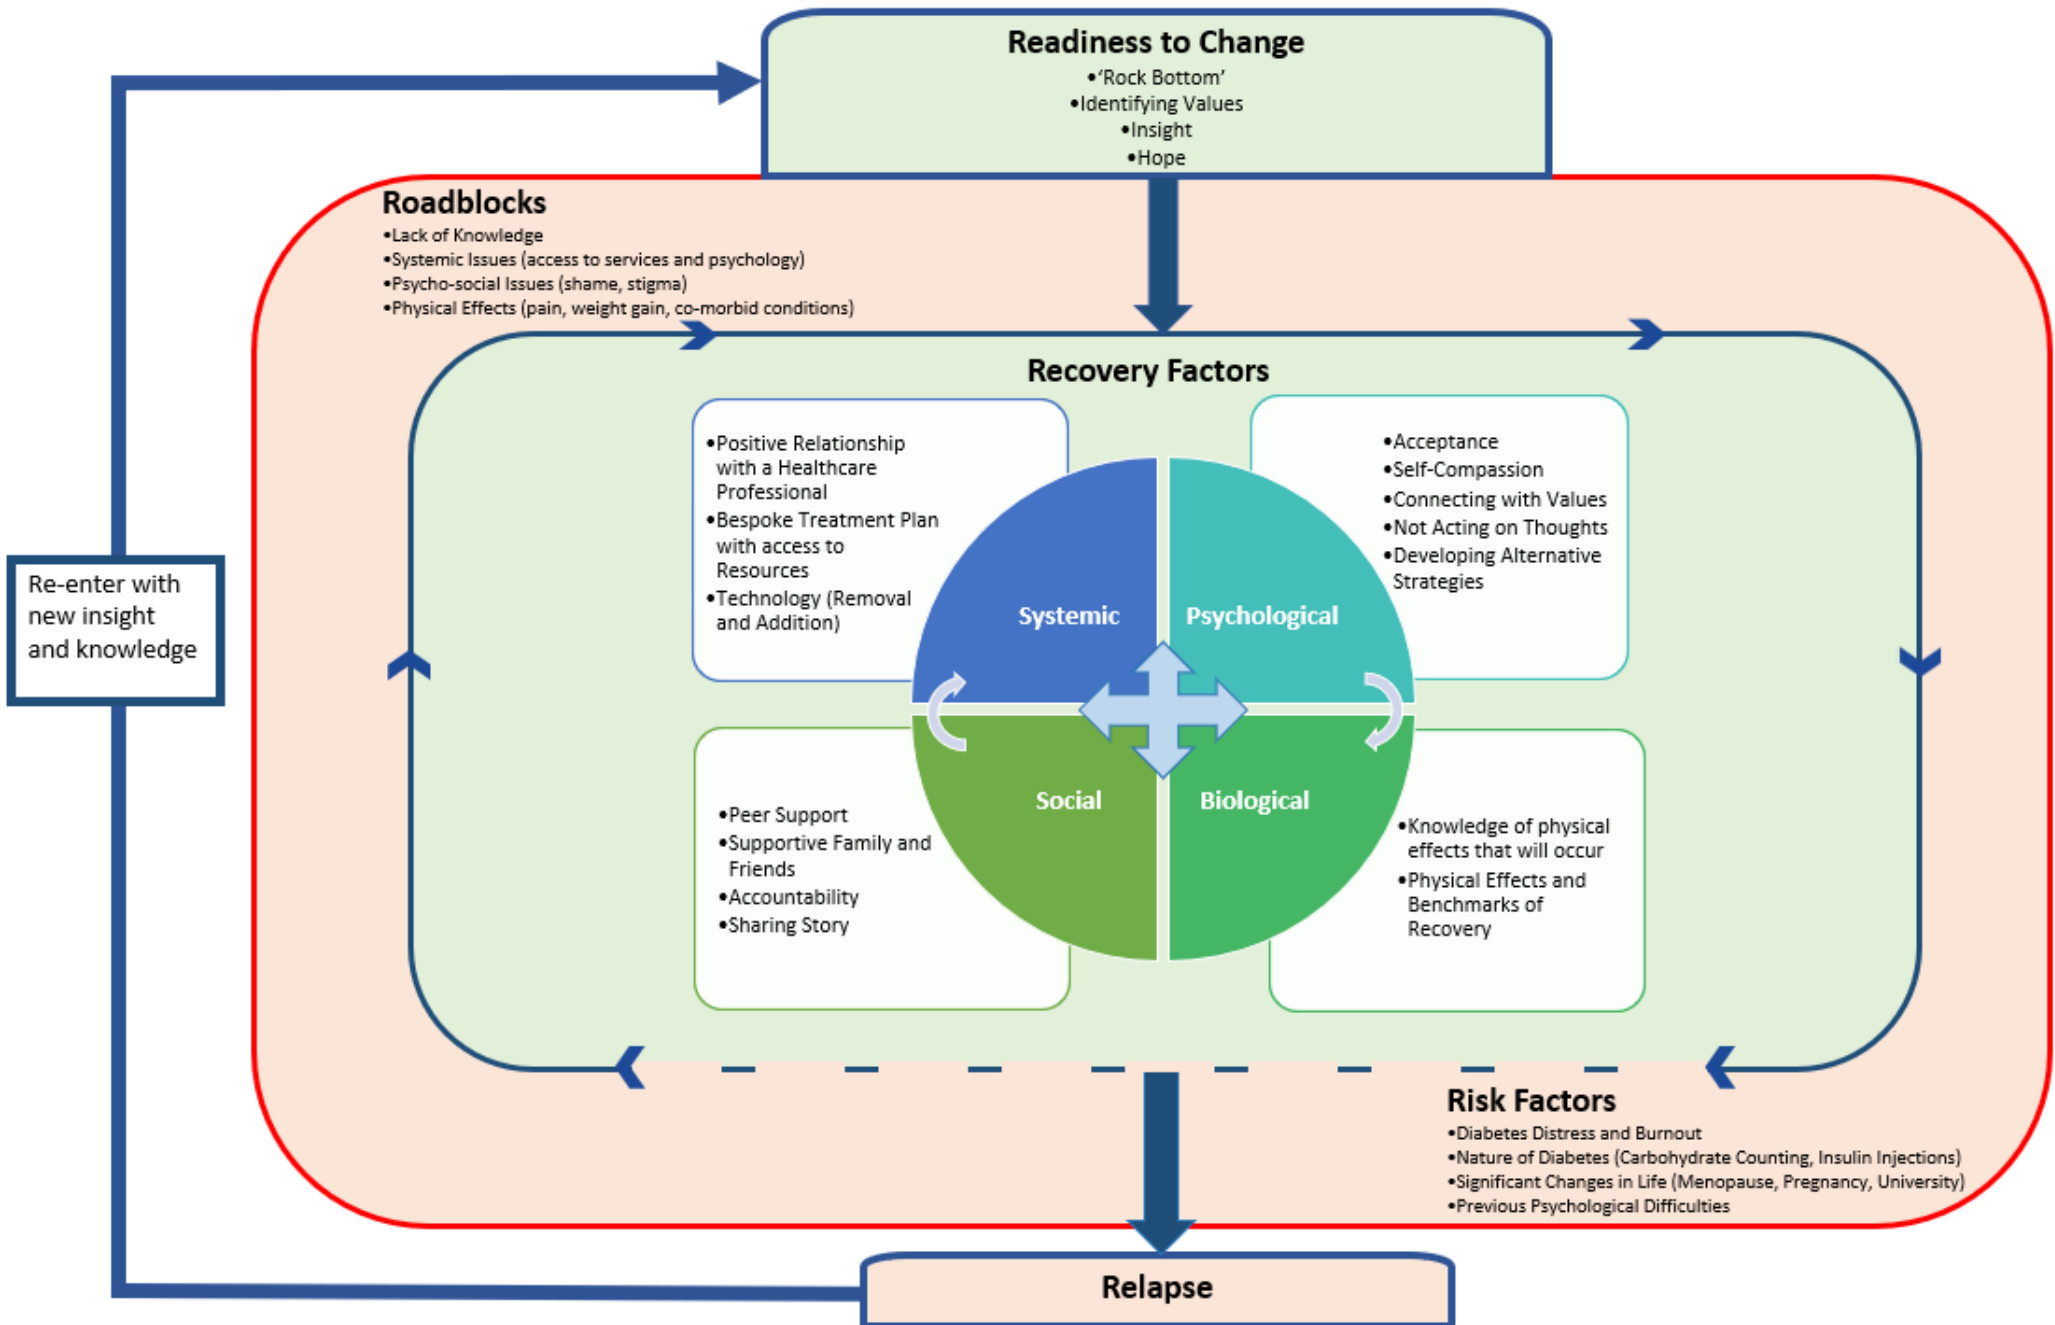 Readiness to Change
•‘Rock Bottom’
•Identifying Values
•Insight
•Hope
Roadblocks
•Lack of Knowledge
•Systemic Issues (access to services and psychology)
•Psycho-social Issues (shame, stigma)
•Physical Effects (pain, weight gain, co-morbid conditions)
Recovery Factors
•Positive Relationship
with a Healthcare
Professional
•Bespoke Treatment Plan
with access to
Resources
•Technology (Removal
and Addition)
•Acceptance
•Self-Compassion
•Connecting with Values
•Not Acting on Thoughts
•Developing Alternative
Strategies
Systemic
Psychological
Social
Biological
•Peer Support
•Supportive Family and
Friends
•Accountability
•Sharing Story
•Knowledge of physical
effects that will occur
•Physical Effects and
Benchmarks of
Recovery
Re-enter with
new insight
and knowledge
Risk Factors
•Diabetes Distress and Burnout
•Nature of Diabetes (Carbohydrate Counting, Insulin Injections)
•Significant Changes in Life (Menopause, Pregnancy, University)
•Previous Psychological Difficulties
Relapse